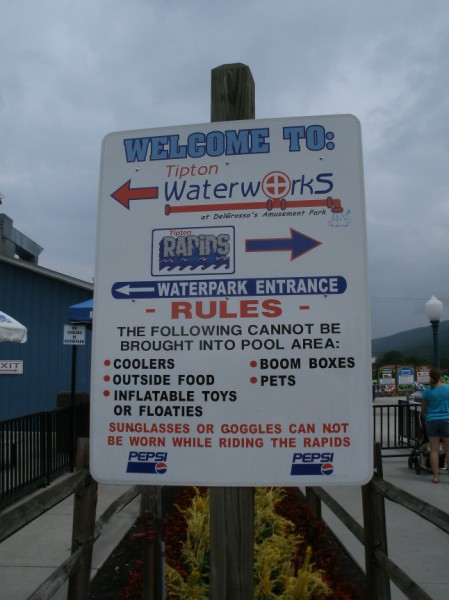 WELCOME TO:
Tipton
WaterworkS
at DelGrosso's Amusement Park
Tipton
RAPIDS
WATERPARK ENTRANCE
- RULES -
THE FOLLOWING CANNOT BE
BROUGHT INTO POOL AREA:
• COOLERS
• OUTSIDE FOOD
• INFLATABLE TOYS
OR FLOATIES
• BOOM BOXES
• PETS
SUNGLASSES OR GOGGLES CAN NOT
BE WORN WHILE RIDING THE RAPIDS
PEPSI
PEPSI
EXIT